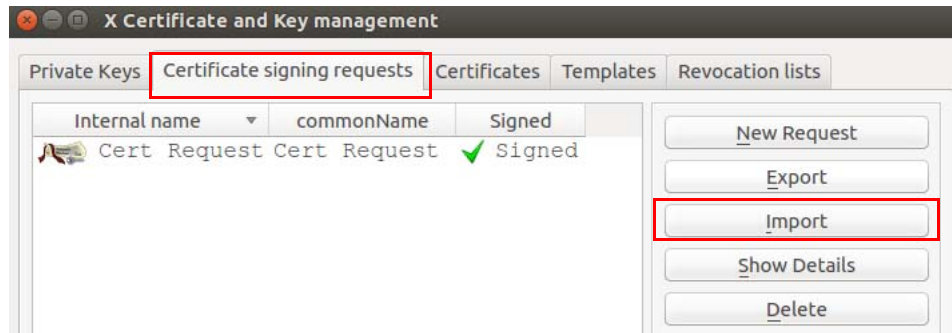 X Certificate and Key management
Private Keys Certificate signing requests Certificates Templates Revocation lists
Internal name commonName Signed
Cert Request Cert Request Signed
New Request
Export
Import
Show Details
Delete